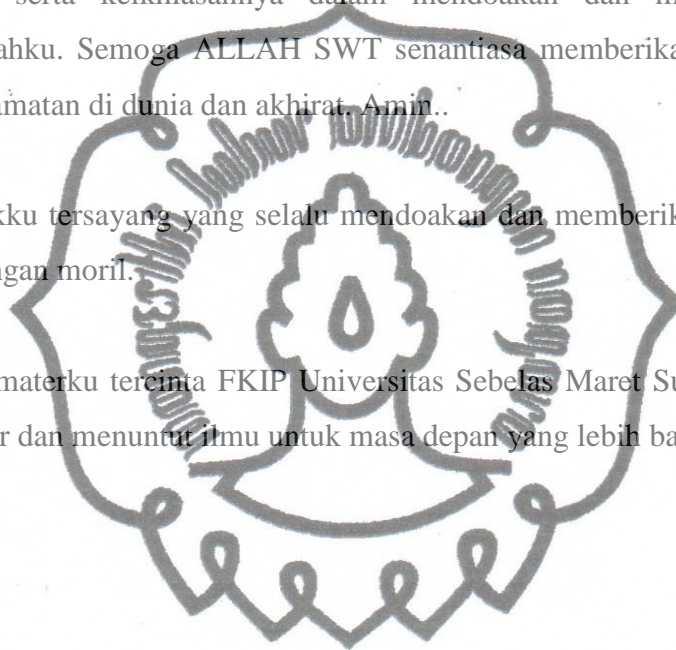 serta keikhlasannya dalam mendoakan dan m
ahku. Semoga ALLAH SWT senantiasa memberika
amatan di dunia dan akhirat. Amin..
kku tersayang yang selalu mendoakan dan memberik
ngan moril.
materku tercinta FKIP Universitas Sebelas Maret Su
r dan menuntut ilmu untuk masa depan yang lebih ba